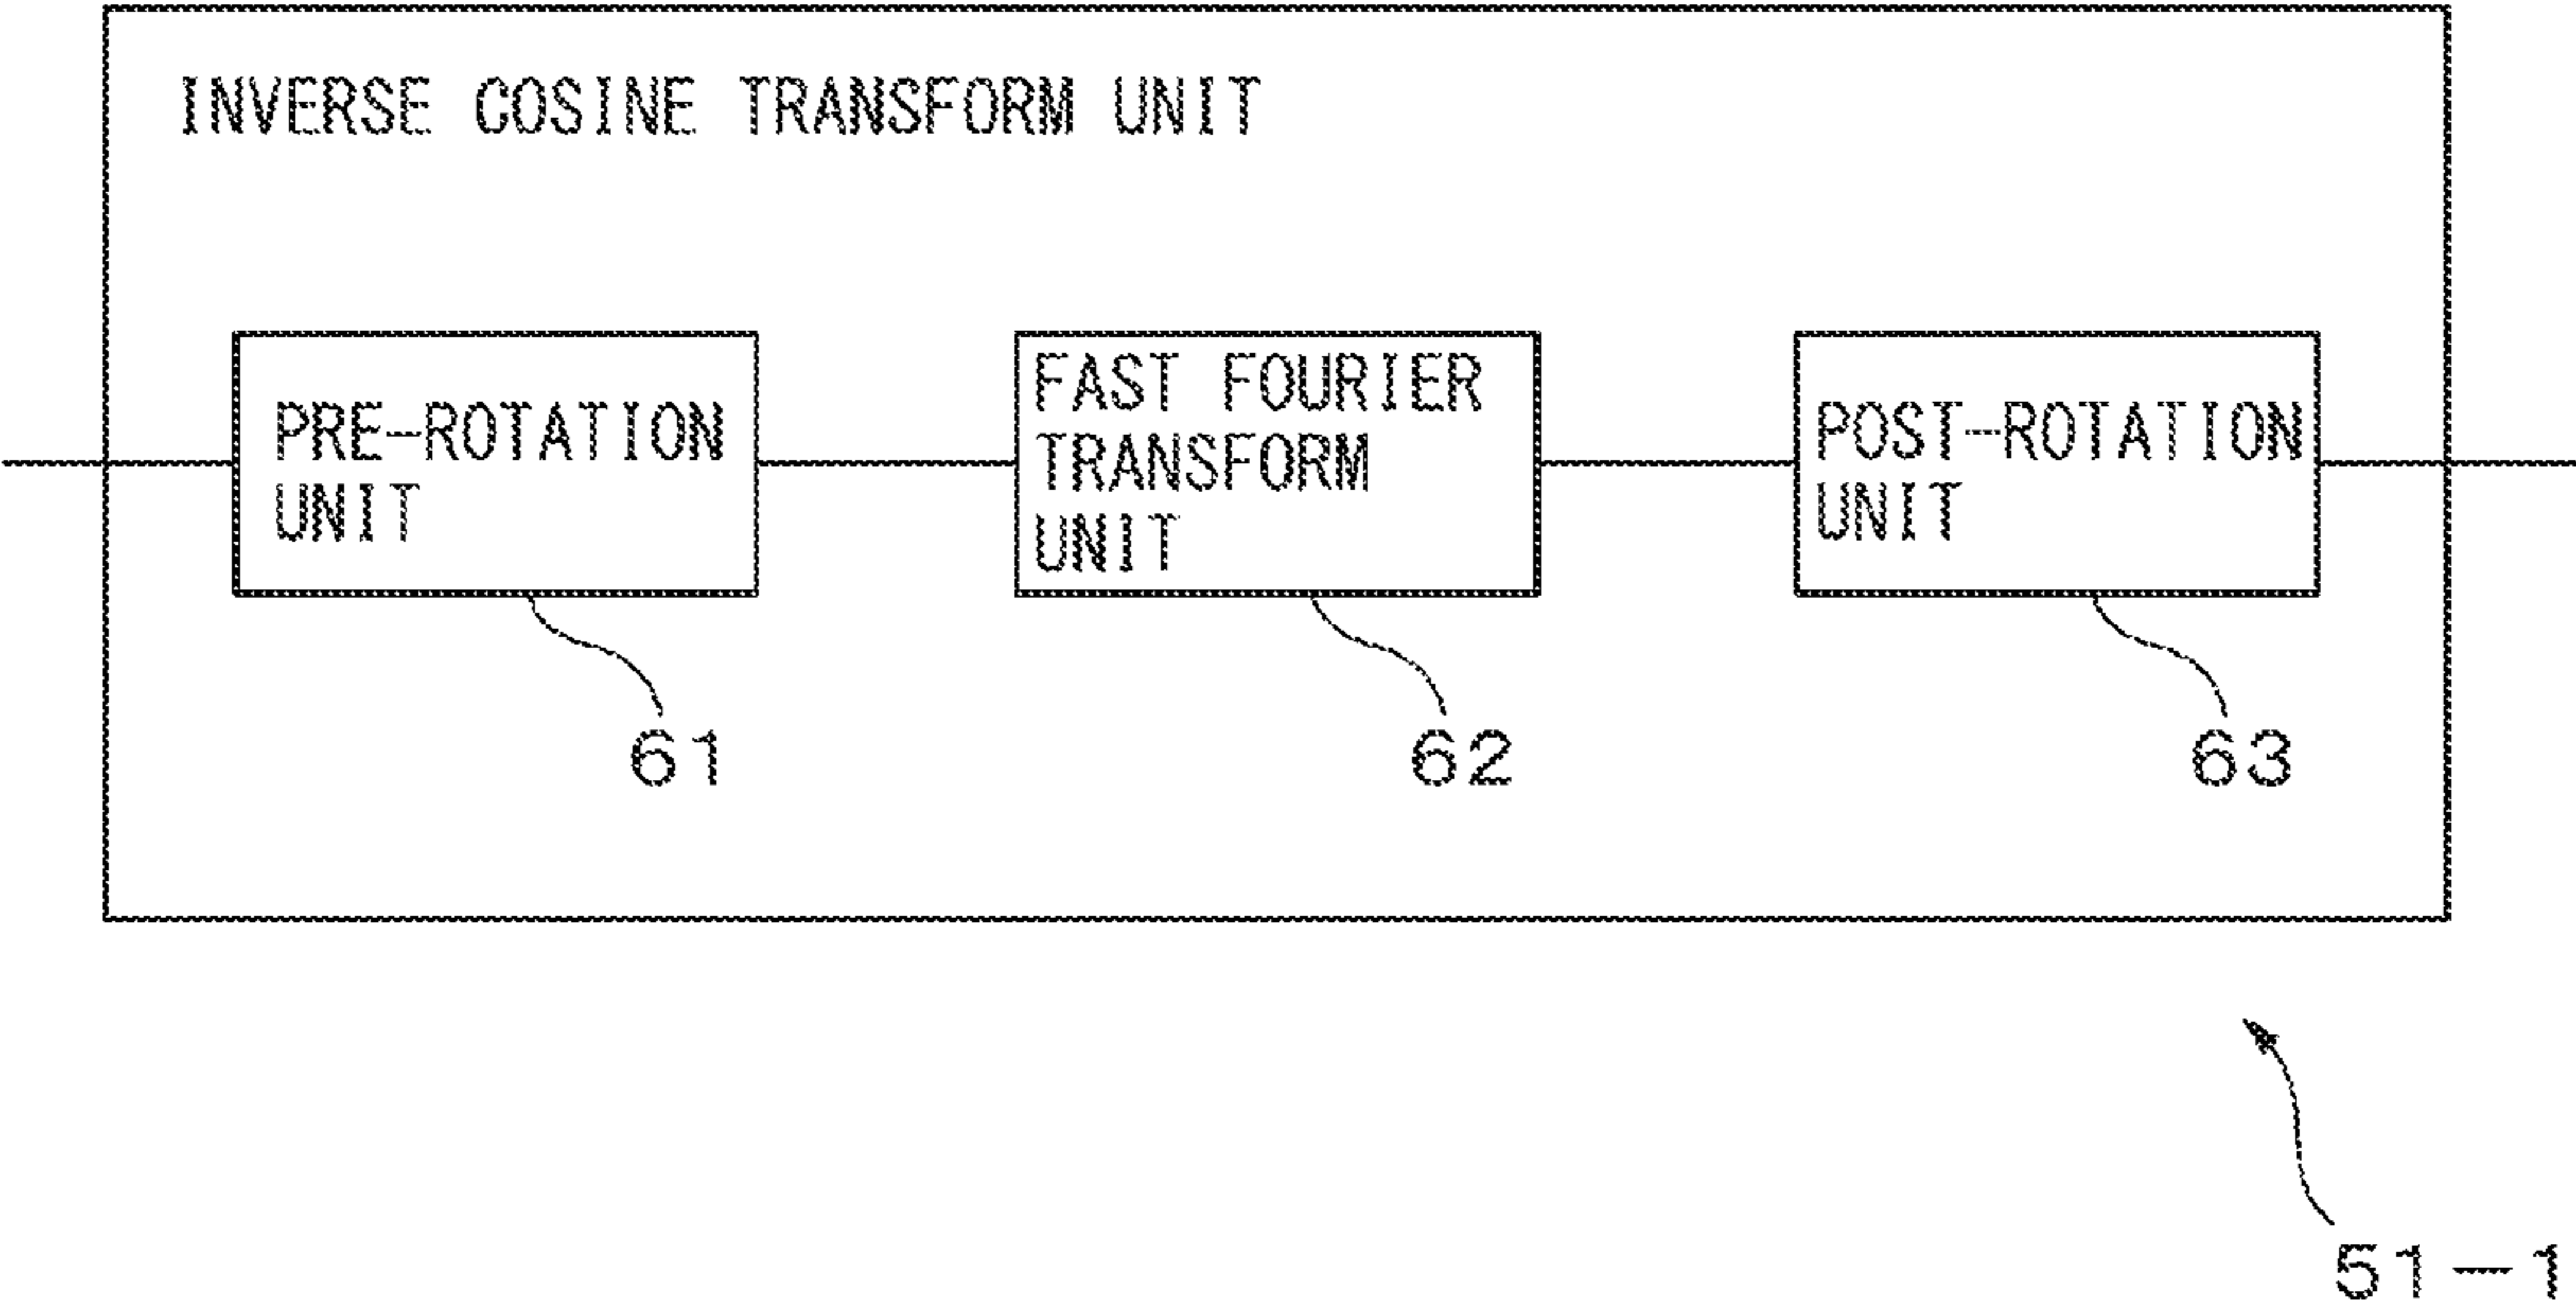 INVERSE COSINE TRANSFORM UNIT
PRE-ROTATION
UNIT
FAST FOURIER
TRANSFORM
UNIT
POST-ROTATION
UNIT
61
62
63
51-1